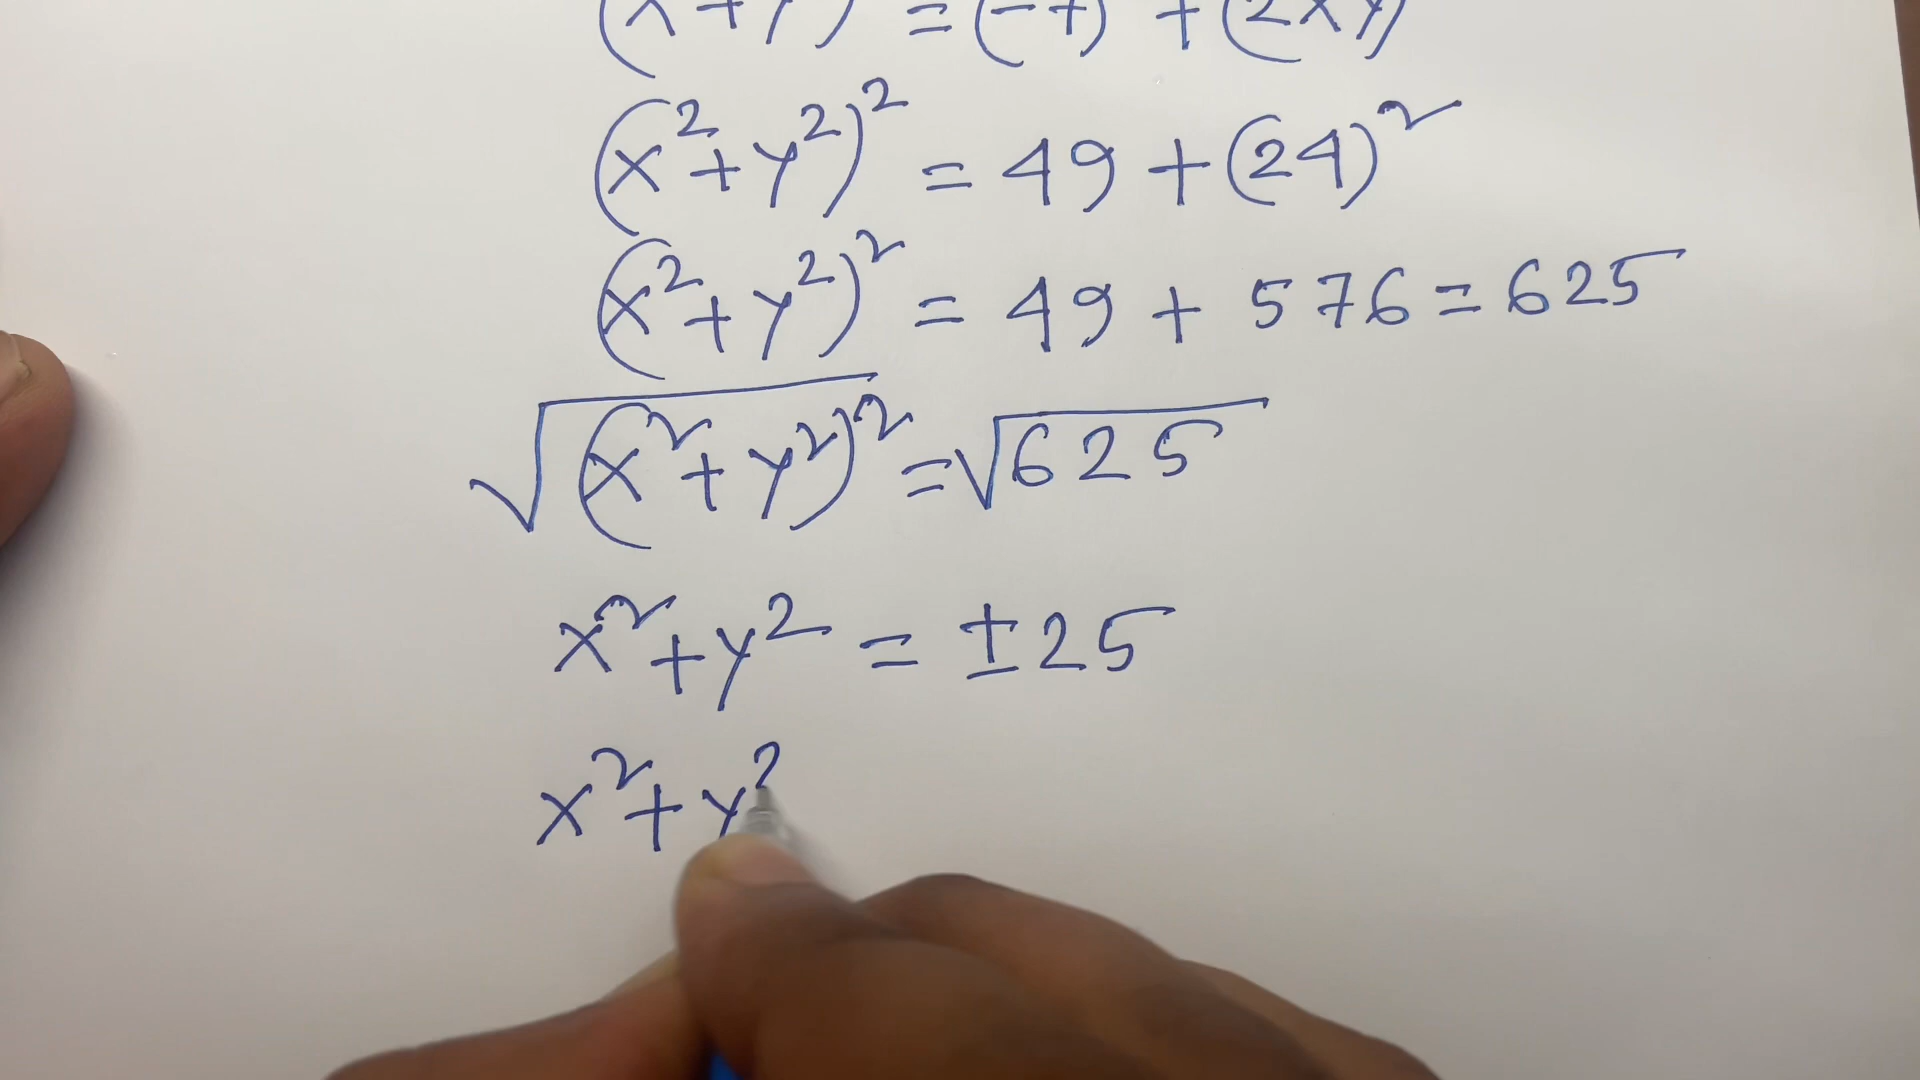 (x² + y²)² = 49 + (24)²
(x² + y²)² = 49 + 576 = 625
√(x² + y²)² = √625
x² + y² = ±25
x² + y²